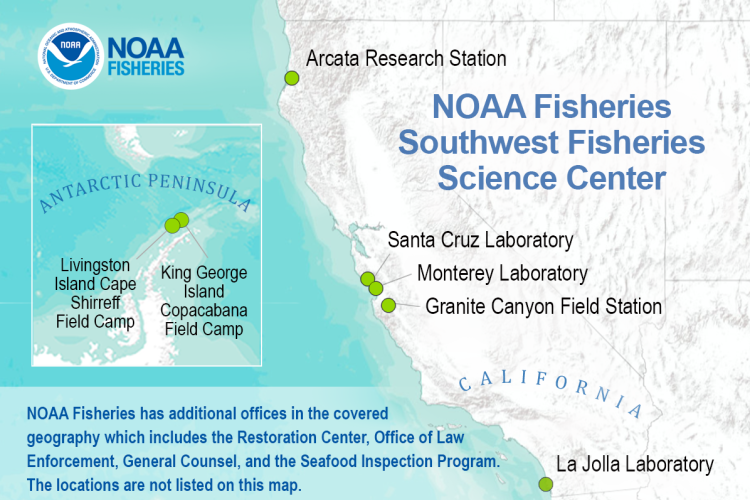 NOAA
NOAA
FISHERIES
Arcata Research Station
NOAA Fisheries
Southwest Fisheries
Science Center
ANTARCTIC PENINSULA
Livingston
Island Cape
Shirreff
Field Camp
King George
Island
Copacabana
Field Camp
Santa Cruz Laboratory
Monterey Laboratory
Granite Canyon Field Station
CALIFORNIA
NOAA Fisheries has additional offices in the covered
geography which includes the Restoration Center, Office of Law
Enforcement, General Counsel, and the Seafood Inspection Program.
The locations are not listed on this map.
La Jolla Laboratory